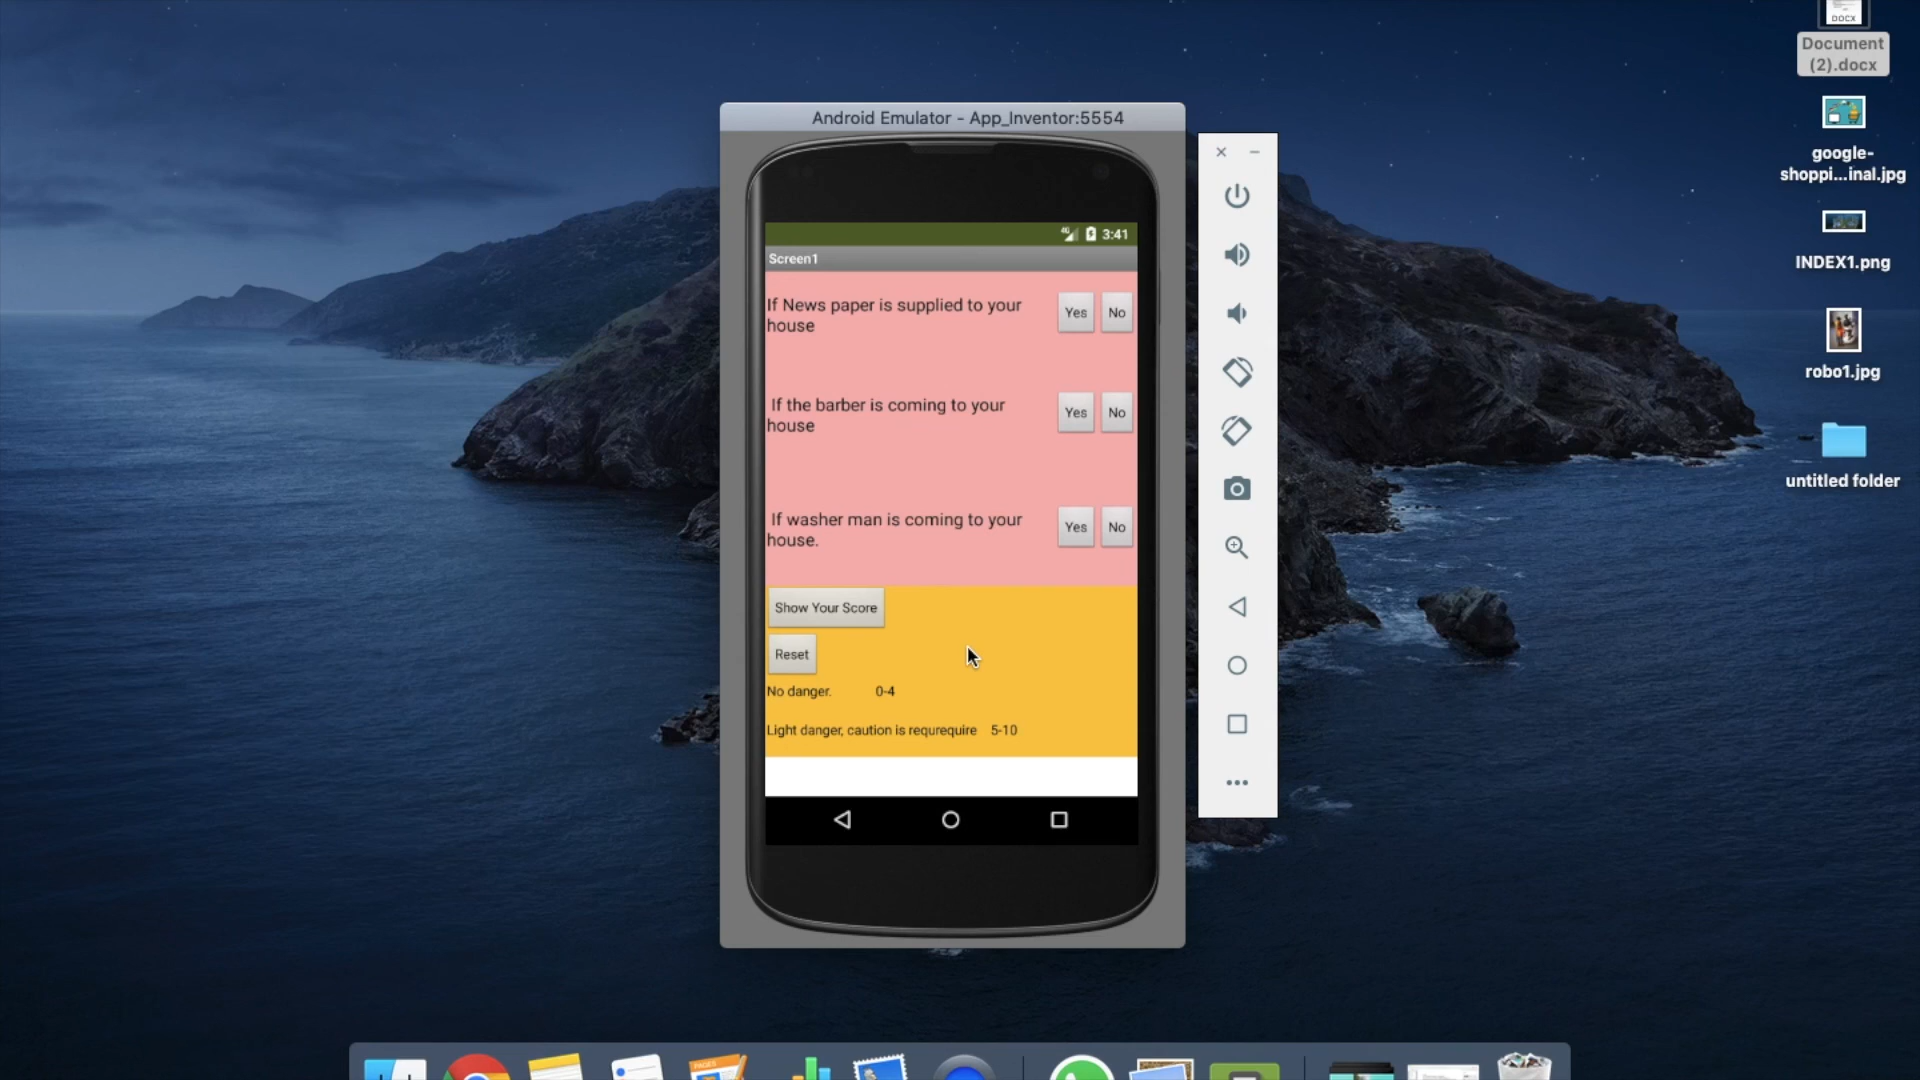 DOCX
Document
(2).docx
google-
shoppi...inal.jpg
INDEX1.png
robo1.jpg
untitled folder
Android Emulator - App_Inventor:5554
4G
3:41
Screen1
If News paper is supplied to your
house
Yes
No
If the barber is coming to your
house
Yes
No
If washer man is coming to your
house.
Yes
No
Show Your Score
Reset
No danger. 0-4
Light danger, caution is requrequire 5-10
PAGES